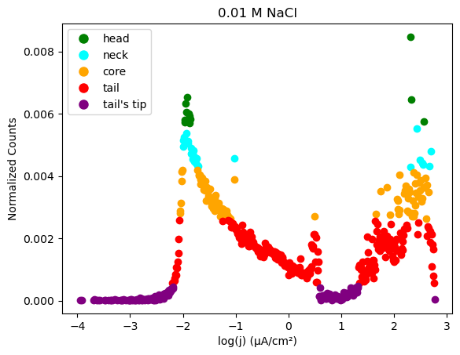 0.01 M NaCl
head
neck
core
tail
tail's tip
Normalized Counts
0.008
0.006
0.004
0.002
0.000
−4 −3 −2 −1 0 1 2 3
log(j) (μA/cm²)